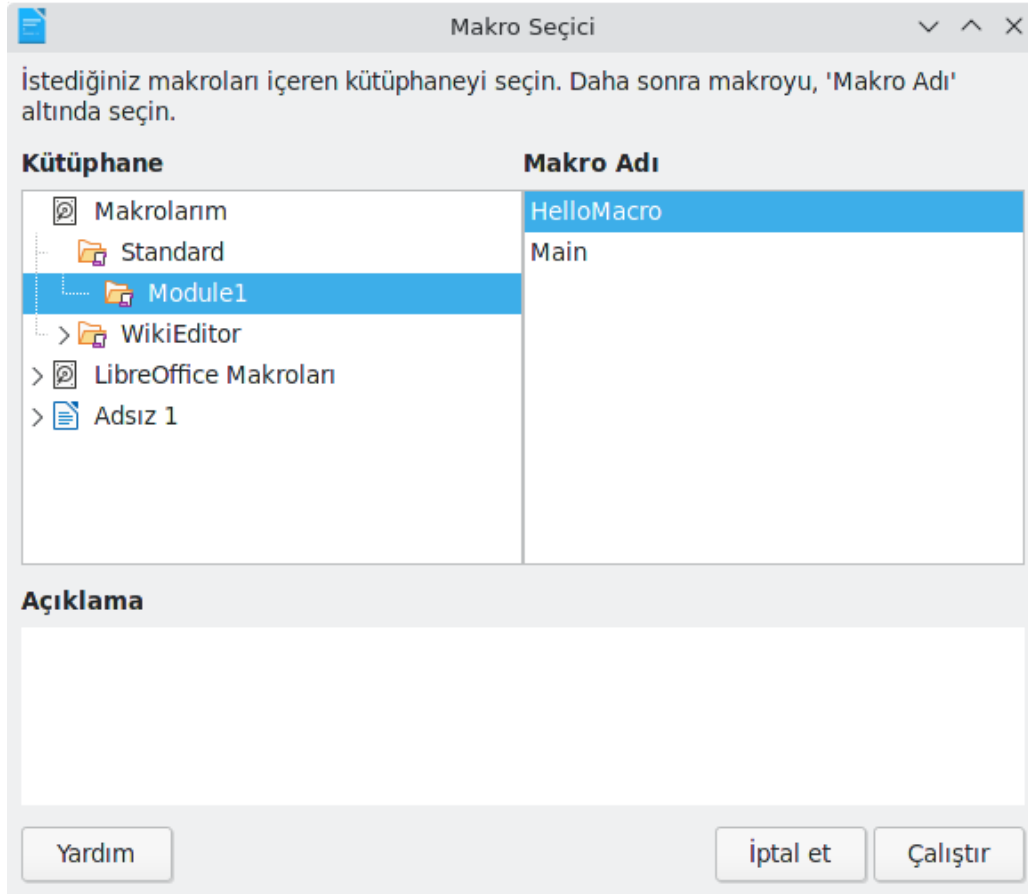 Makro Seçici
İstediğiniz makroları içeren kütüphaneyi seçin. Daha sonra makroyu, 'Makro Adı'
altında seçin.
Kütüphane
Makrolarım
Standard
Module1
WikiEditor
LibreOffice Makroları
Adsız 1
Makro Adı
HelloMacro
Main
Açıklama
Yardım
İptal et
Çalıştır